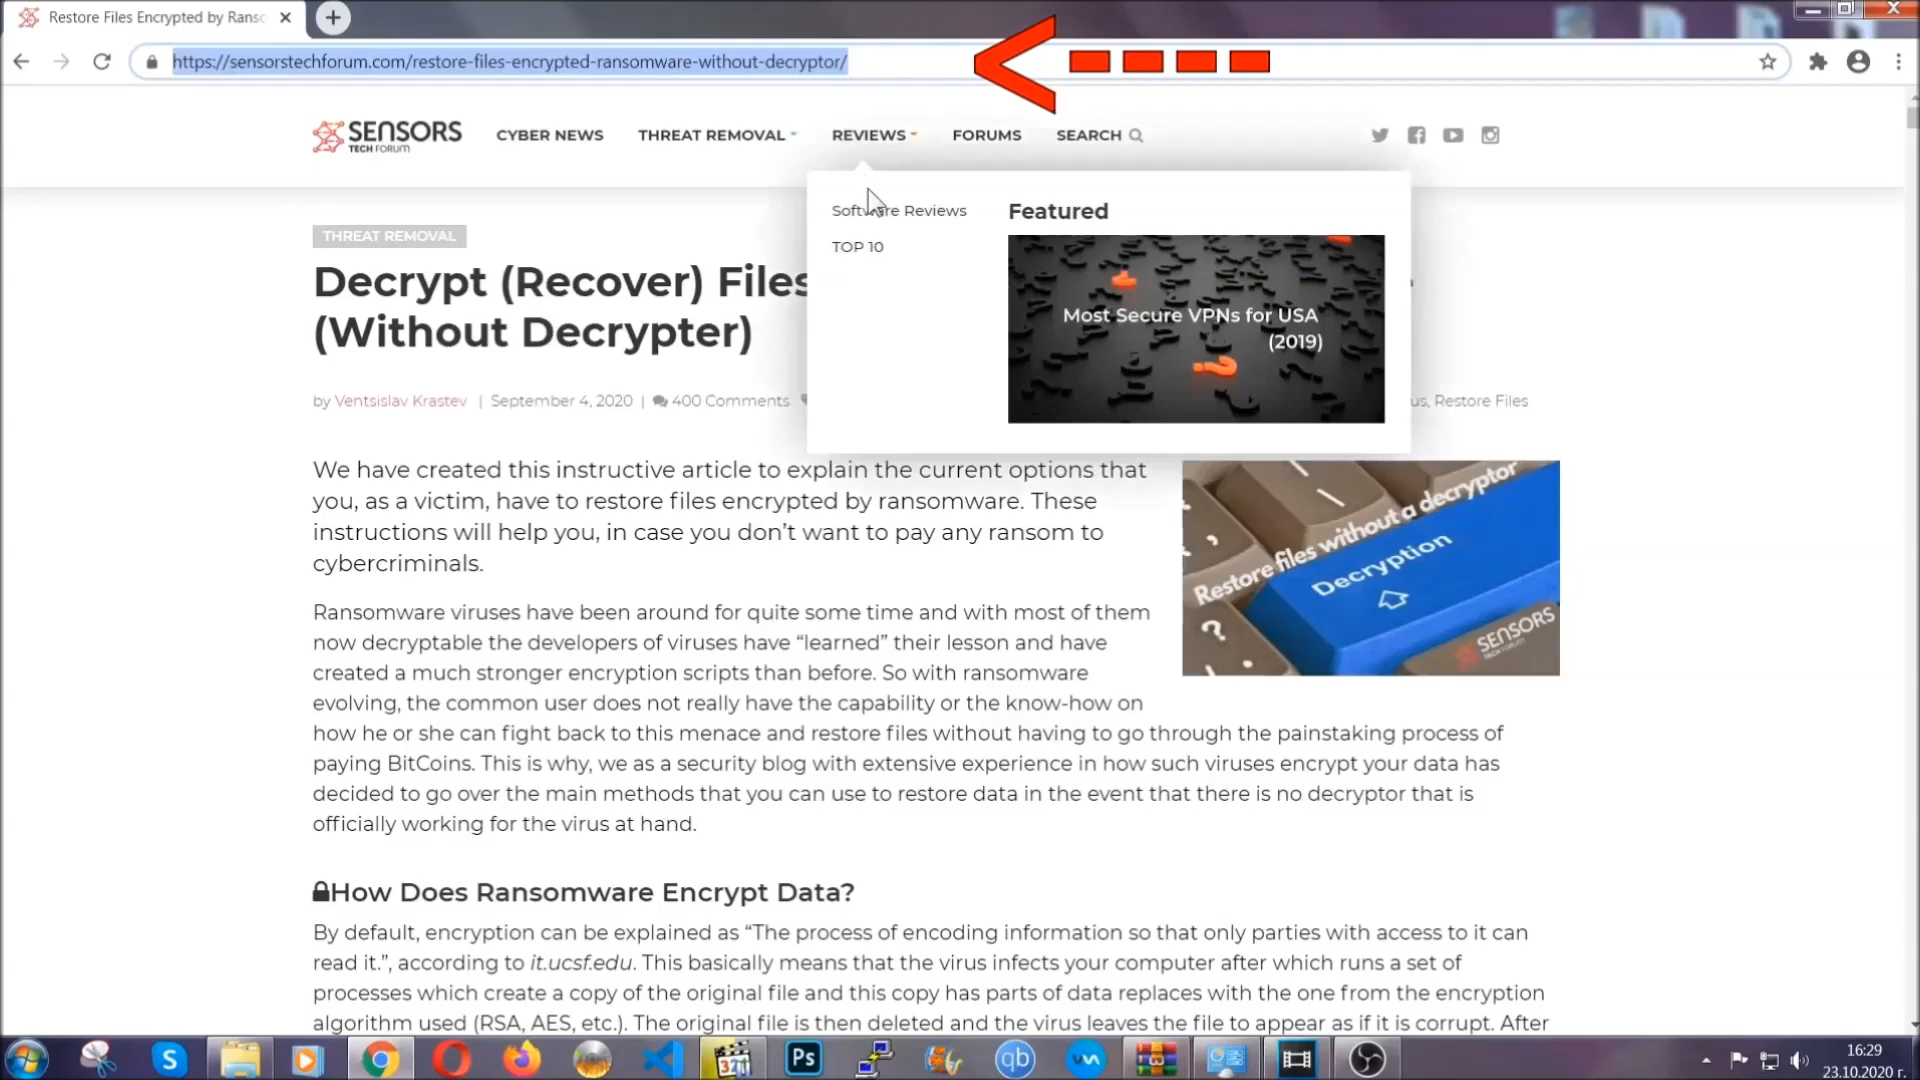 Restore Files Encrypted by Ranso
https://sensorstechforum.com/restore-files-encrypted-ransomware-without-decryptor/
SENSORS
TECH FORUM
CYBER NEWS THREAT REMOVAL REVIEWS FORUMS SEARCH
Software Reviews
TOP 10
Featured
Most Secure VPNs for USA
(2019)
THREAT REMOVAL
Decrypt (Recover) Files
(Without Decrypter)
by Ventsislav Krastev | September 4, 2020 | 400 Comments us, Restore Files
We have created this instructive article to explain the current options that
you, as a victim, have to restore files encrypted by ransomware. These
instructions will help you, in case you don’t want to pay any ransom to
cybercriminals.
Restore files without a decryptor
Decryption
SENSORS
TECH FORUM
Ransomware viruses have been around for quite some time and with most of them
now decryptable the developers of viruses have “learned” their lesson and have
created a much stronger encryption scripts than before. So with ransomware
evolving, the common user does not really have the capability or the know-how on
how he or she can fight back to this menace and restore files without having to go through the painstaking process of
paying BitCoins. This is why, we as a security blog with extensive experience in how such viruses encrypt your data has
decided to go over the main methods that you can use to restore data in the event that there is no decryptor that is
officially working for the virus at hand.
How Does Ransomware Encrypt Data?
By default, encryption can be explained as “The process of encoding information so that only parties with access to it can
read it.”, according to it.ucsf.edu. This basically means that the virus infects your computer after which runs a set of
processes which create a copy of the original file and this copy has parts of data replaces with the one from the encryption
algorithm used (RSA, AES, etc.). The original file is then deleted and the virus leaves the file to appear as if it is corrupt. After
S
321
Ps
qb
16:29
23.10.2020 г.